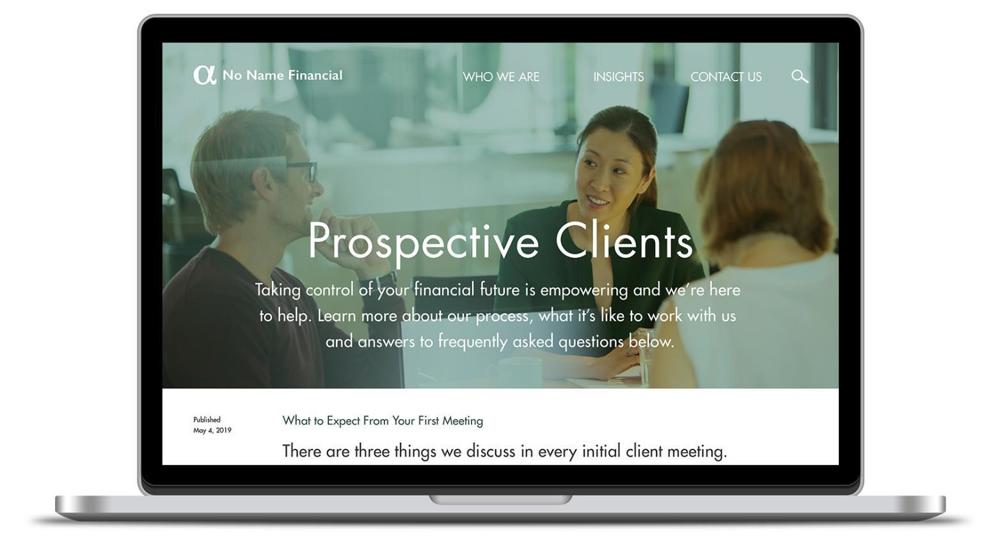 α No Name Financial
WHO WE ARE
INSIGHTS
CONTACT US
Prospective Clients
Taking control of your financial future is empowering and we're here
to help. Learn more about our process, what it's like to work with us
and answers to frequently asked questions below.
Published
May 4, 2019
What to Expect From Your First Meeting
There are three things we discuss in every initial client meeting.